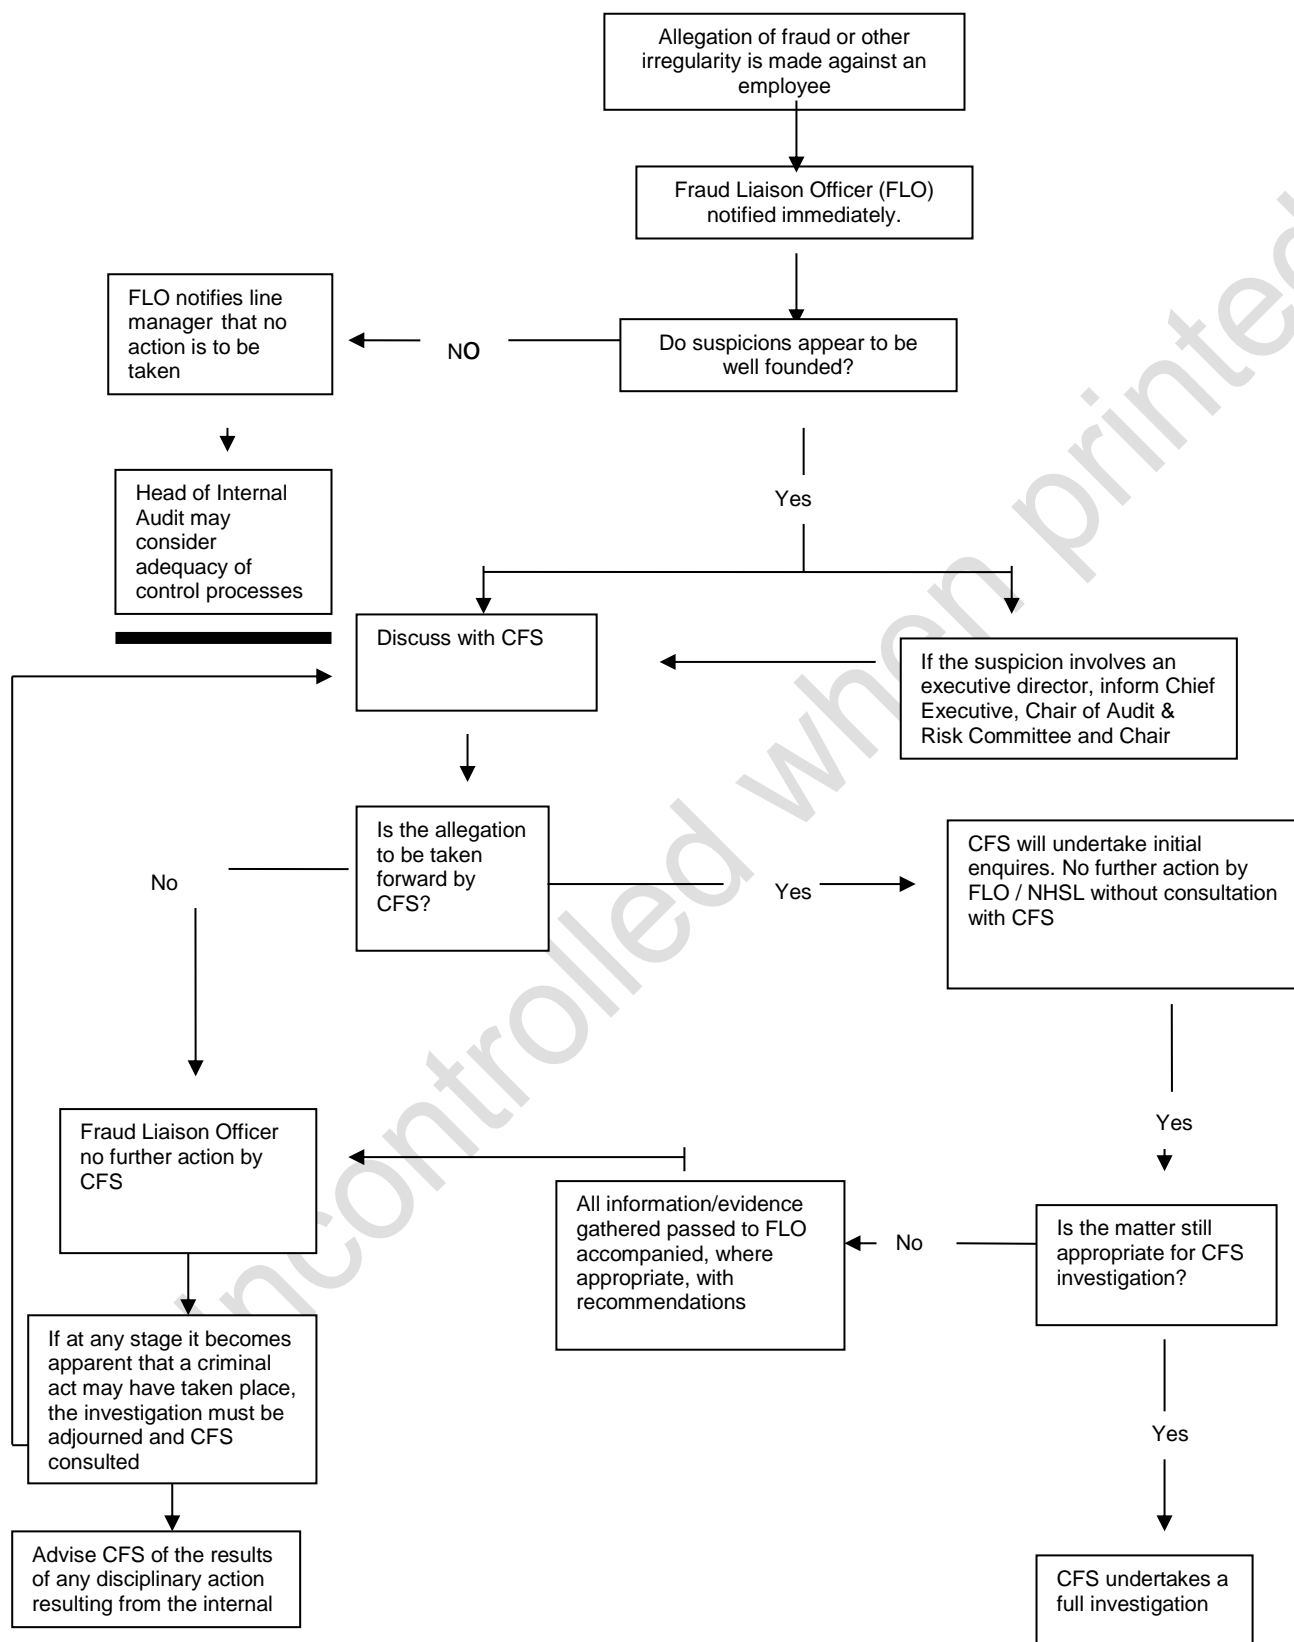 Allegation of fraud or other
irregularity is made against an
employee
Fraud Liaison Officer (FLO)
notified immediately.
FLO notifies line
manager that no
action is to be
taken
NO
Do suspicions appear to be
well founded?
Head of Internal
Audit may
consider
adequacy of
control processes
Yes
Discuss with CFS
If the suspicion involves an
executive director, inform Chief
Executive, Chair of Audit &
Risk Committee and Chair
Is the allegation
to be taken
forward by
CFS?
No
Yes
CFS will undertake initial
enquires. No further action by
FLO / NHSL without consultation
with CFS
Yes
Fraud Liaison Officer
no further action by
CFS
All information/evidence
gathered passed to FLO
accompanied, where
appropriate, with
recommendations
No
Is the matter still
appropriate for CFS
investigation?
If at any stage it becomes
apparent that a criminal
act may have taken place,
the investigation must be
adjourned and CFS
consulted
Yes
Advise CFS of the results
of any disciplinary action
resulting from the internal
CFS undertakes a
full investigation
ncontrolled when printed